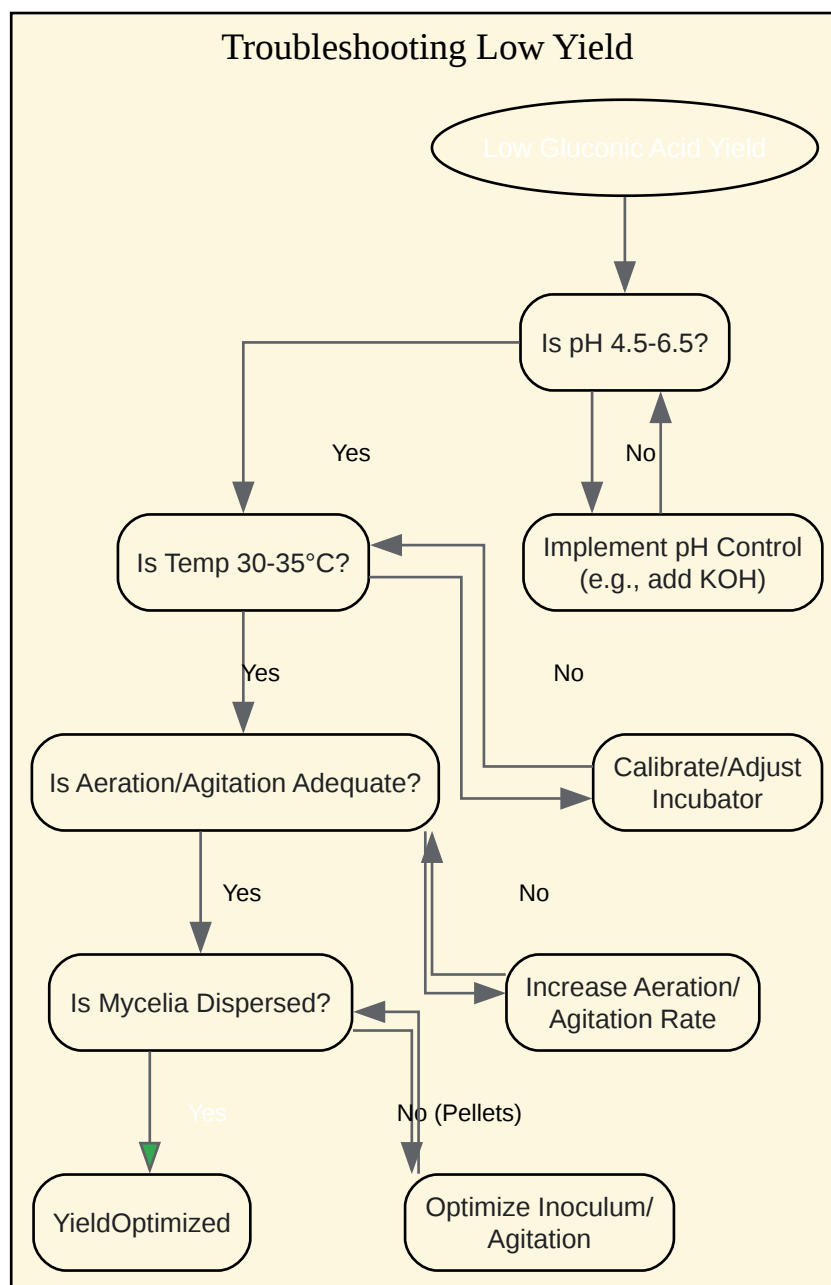 Troubleshooting Low Yield
Low Gluconic Acid Yield
Is pH 4.5-6.5?
Yes
No
Is Temp 30-35°C?
Implement pH Control
(e.g., add KOH)
Yes
No
Is Aeration/Agitation Adequate?
Calibrate/Adjust
Incubator
Yes
No
Is Mycelia Dispersed?
Increase Aeration/
Agitation Rate
Yes
No (Pellets)
YieldOptimized
Optimize Inoculum/
Agitation